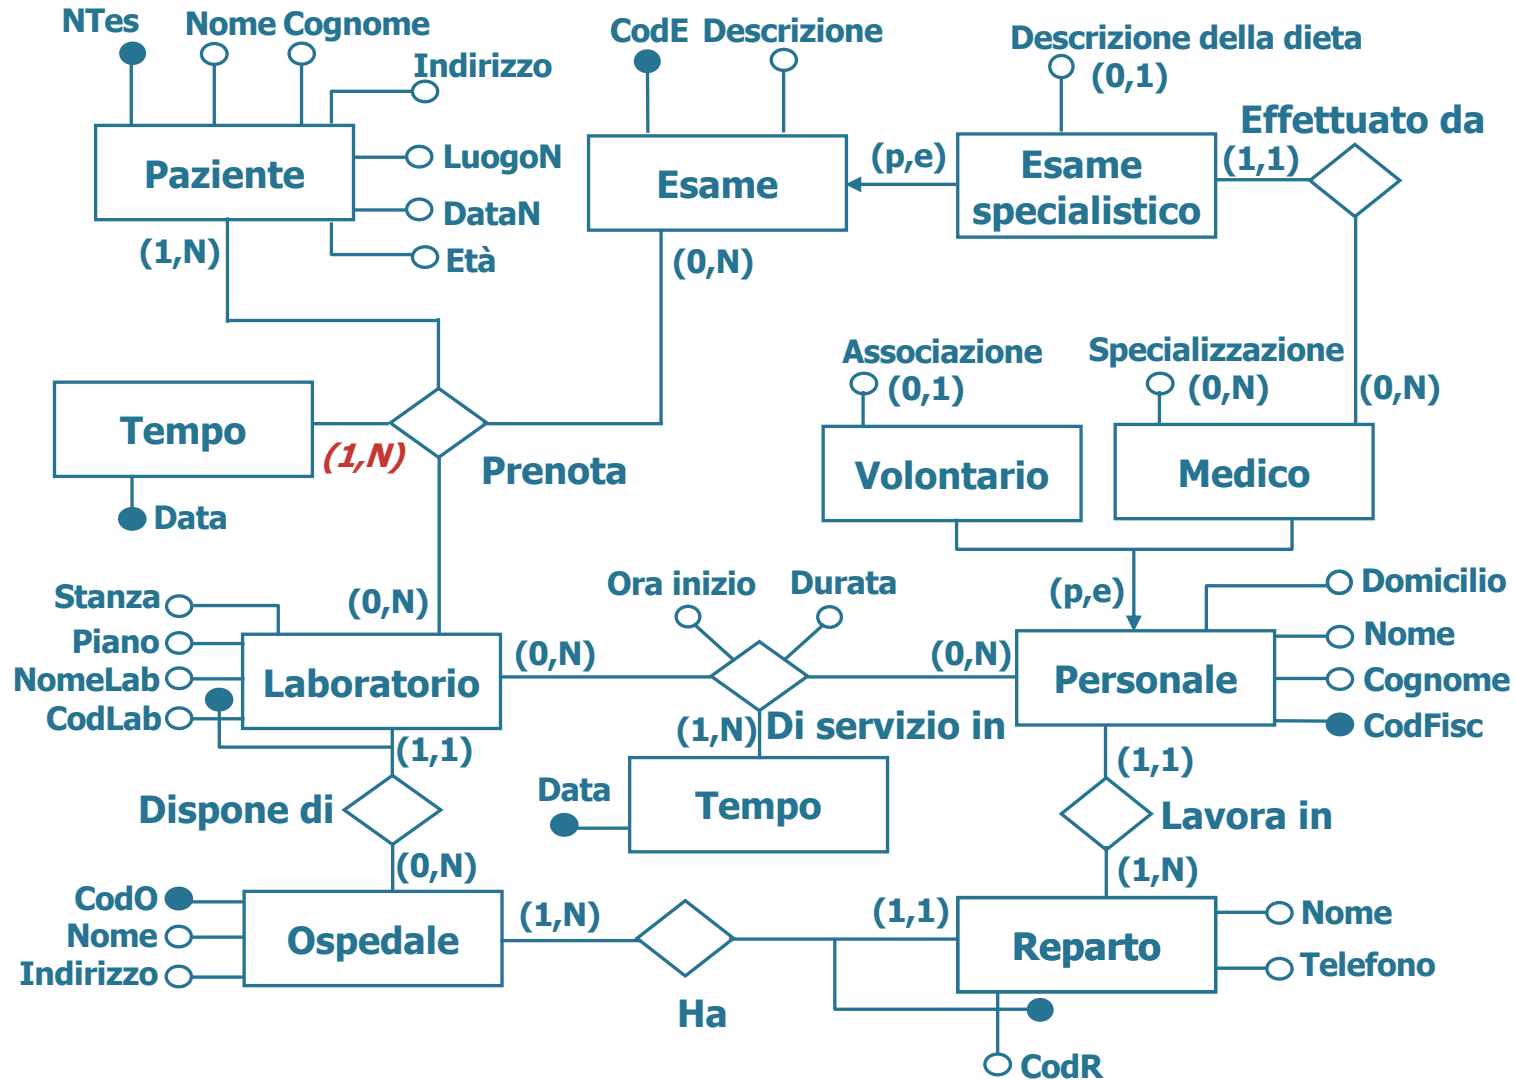 NTes
Nome Cognome
CodE Descrizione
Descrizione della dieta
(0,1)
Indirizzo
Effettuato da
Paziente
LuogoN
DataN
Età
(1,N)
Esame
(0,N)
(p,e)
Esame
specialistico
(1,1)
Associazione
(0,1)
Specializzazione
(0,N)
(0,N)
Tempo
(1,N)
Prenota
Data
Volontario
Medico
Stanza
Piano
NomeLab
CodLab
(0,N)
Ora inizio
Durata
(p,e)
Domicilio
Nome
Cognome
CodFisc
Laboratorio
(0,N)
(0,N)
Personale
(1,1)
(1,N)
Di servizio in
(1,1)
Dispone di
Data
Tempo
Lavora in
(0,N)
(1,N)
CodO
Nome
Indirizzo
Ospedale
(1,N)
(1,1)
Reparto
Nome
Telefono
Ha
CodR